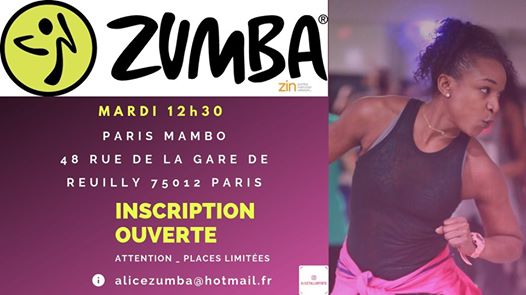 ZUMBA®
zin
MARDI 12h30
PARIS MAMBO
48 RUE DE LA GARE DE
REUILLY 75012 PARIS
INSCRIPTION
OUVERTE
ATTENTION _ PLACES LIMITÉES
alicezumba@hotmail.fr